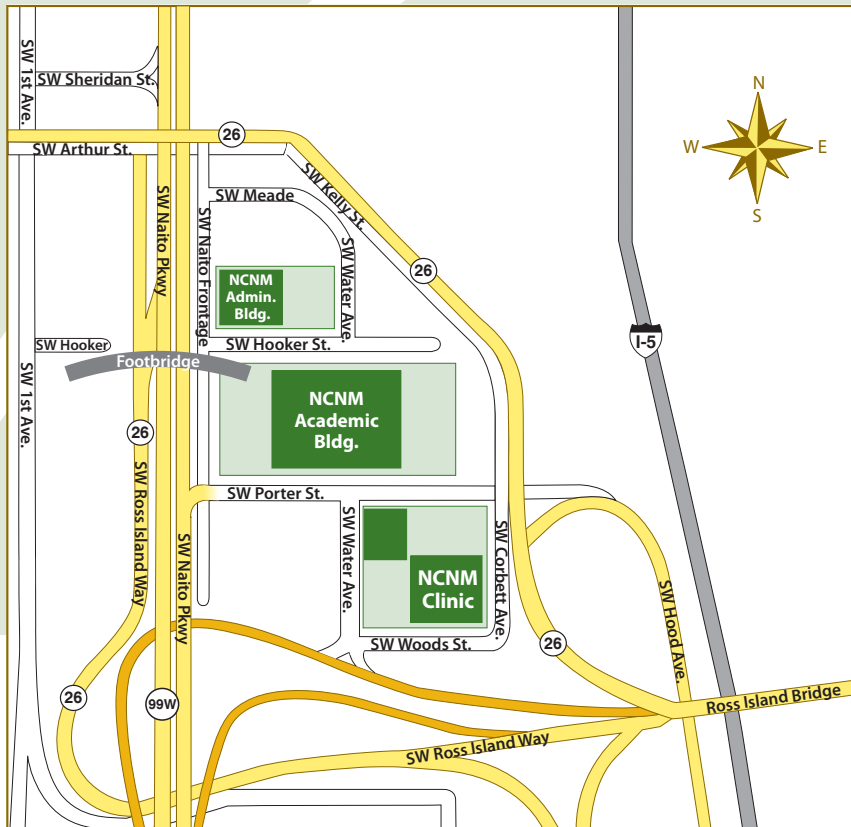 SW 1st Ave.
SW Sheridan St.
26
SW Arthur St.
N
W
E
S
SW Kelly St.
SW Meade
SW Naito Pkwy
SW Naito Frontage
SW Water Ave.
26
NCNM
Admin.
Bldg.
SW Hooker
SW Hooker St.
I-5
Footbridge
SW 1st Ave.
NCNM
Academic
Bldg.
26
SW Ross Island Way
SW Porter St.
SW Naito Pkwy
SW Water Ave.
SW Corbett Ave.
NCNM
Clinic
SW Hood Ave.
SW Woods St.
26
26
99W
Ross Island Bridge
SW Ross Island Way